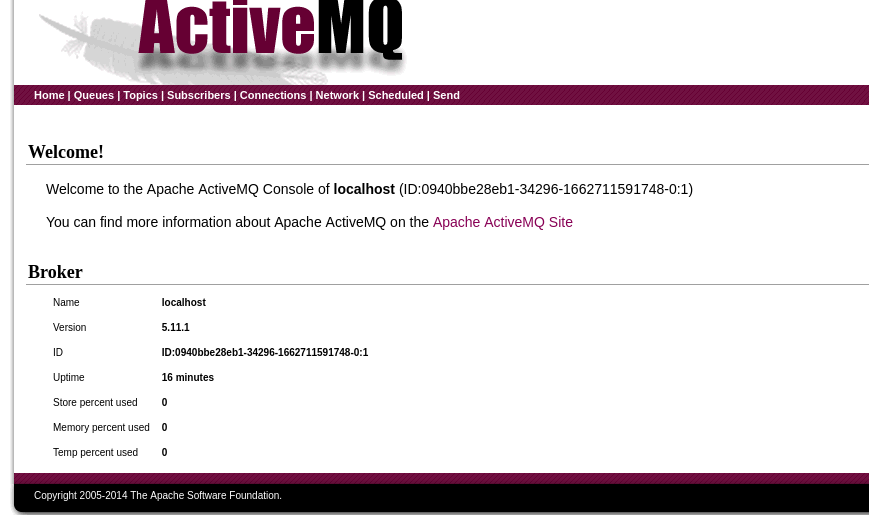 ActiveMQ
Home | Queues | Topics | Subscribers | Connections | Network | Scheduled | Send
Welcome!
Welcome to the Apache ActiveMQ Console of localhost (ID:0940bbe28eb1-34296-1662711591748-0:1)
You can find more information about Apache ActiveMQ on the Apache ActiveMQ Site
Broker
Name localhost
Version 5.11.1
ID ID:0940bbe28eb1-34296-1662711591748-0:1
Uptime 16 minutes
Store percent used 0
Memory percent used 0
Temp percent used 0
Copyright 2005-2014 The Apache Software Foundation.